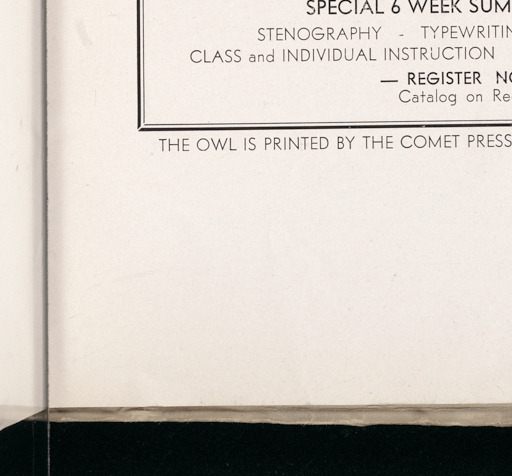 SPECIAL 6 WEEK SUM
STENOGRAPHY - TYPEWRITIN
CLASS and INDIVIDUAL INSTRUCTION
— REGISTER NO
Catalog on Re
THE OWL IS PRINTED BY THE COMET PRESS